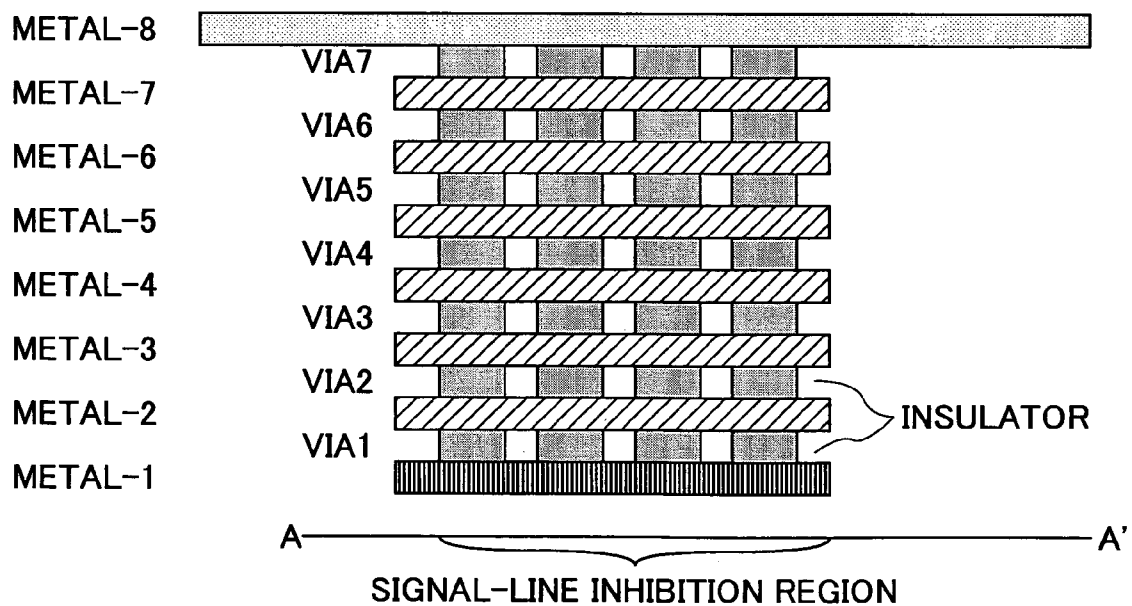 METAL-8
VIA7
METAL-7
VIA6
METAL-6
VIA5
METAL-5
VIA4
METAL-4
VIA3
METAL-3
VIA2
METAL-2
INSULATOR
VIA1
METAL-1
A A'
SIGNAL-LINE INHIBITION REGION